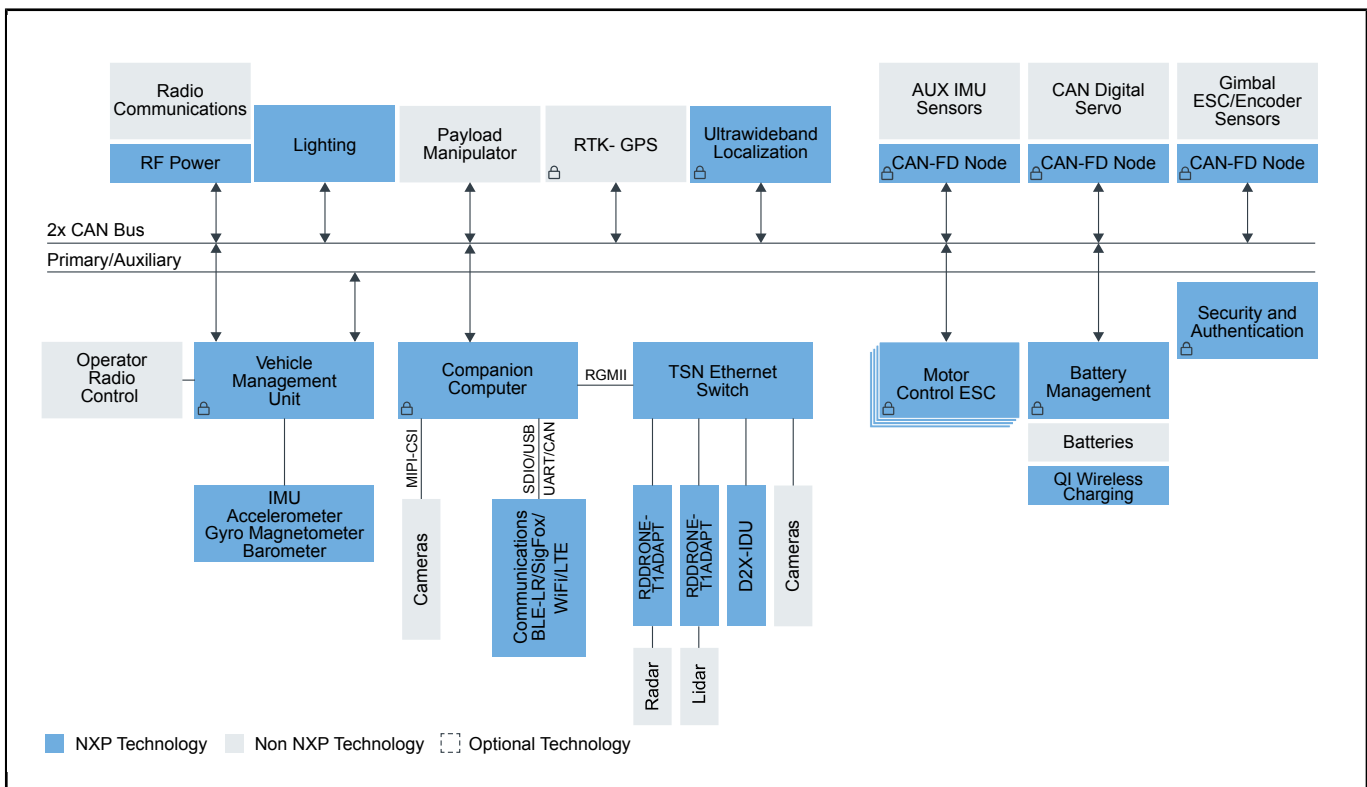 Radio
Communications
RF Power
Lighting
Payload
Manipulator
RTK- GPS
Ultrawideband
Localization
AUX IMU
Sensors
CAN-FD Node
CAN Digital
Servo
CAN-FD Node
Gimbal
ESC/Encoder
Sensors
CAN-FD Node
2x CAN Bus
Primary/Auxiliary
Operator
Radio
Control
Vehicle
Management
Unit
Companion
Computer
RGMII
TSN Ethernet
Switch
Motor
Control ESC
Battery
Management
Security and
Authentication
Batteries
QI Wireless
Charging
IMU
Accelerometer
Gyro Magnetometer
Barometer
MIPI-CSI
SDIO/USB
UART/CAN
Cameras
Communications
BLE-LR/SigFox/
WiFi/LTE
RDDRONE-
T1ADAPT
RDDRONE-
T1ADAPT
D2X-IDU
Cameras
Radar
Lidar
NXP Technology
Non NXP Technology
Optional Technology